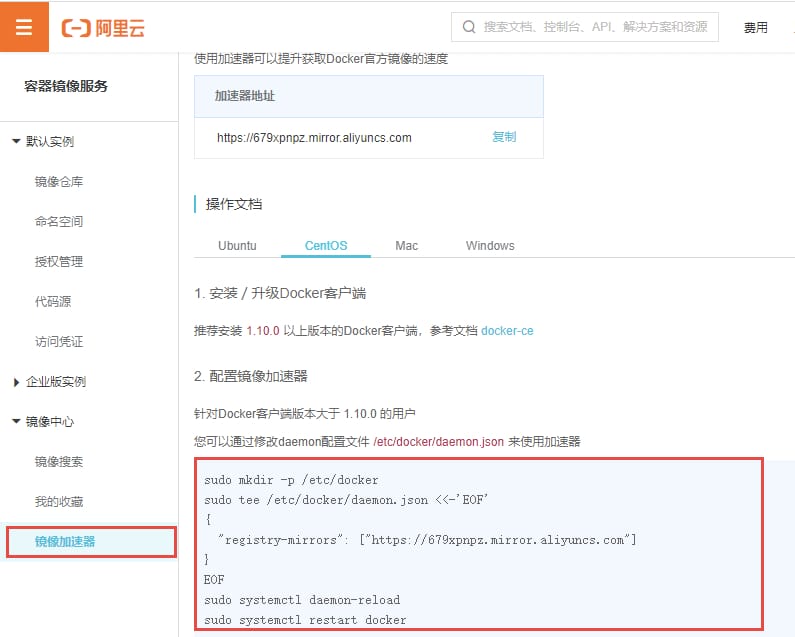 阿里云
搜索文档、控制台、API、解决方案和资源
费用
容器镜像服务
默认实例
镜像仓库
命名空间
授权管理
代码源
访问凭证
企业版实例
镜像中心
镜像搜索
我的收藏
镜像加速器
使用加速器可以提升获取Docker官方镜像的速度
加速器地址
https://679xpnpz.mirror.aliyuncs.com 复制
操作文档
Ubuntu CentOS Mac Windows
1. 安装 / 升级Docker客户端
推荐安装 1.10.0 以上版本的Docker客户端，参考文档 docker-ce
2. 配置镜像加速器
针对Docker客户端版本大于 1.10.0 的用户
您可以通过修改daemon配置文件 /etc/docker/daemon.json 来使用加速器
sudo mkdir -p /etc/docker
sudo tee /etc/docker/daemon.json <<-'EOF'
{
"registry-mirrors": ["https://679xpnpz.mirror.aliyuncs.com"]
}
EOF
sudo systemctl daemon-reload
sudo systemctl restart docker